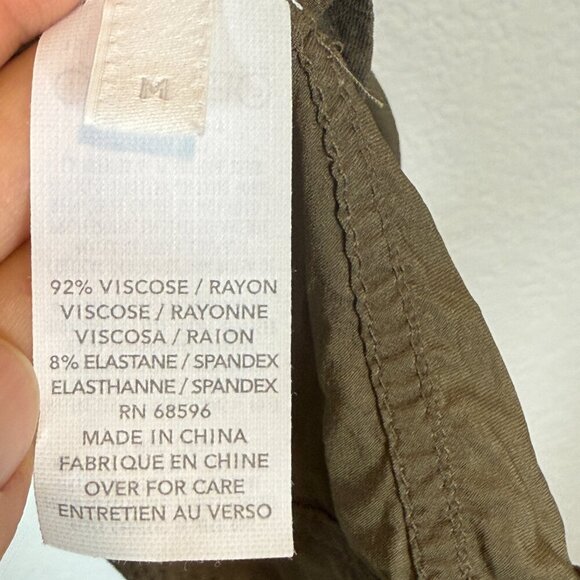 M
92% VISCOSE / RAYON
VISCOSE / RAYONNE
VISCOSA / RAION
8% ELASTANE / SPANDEX
ELASTHANNE / SPANDEX
RN 68596
MADE IN CHINA
FABRIQUE EN CHINE
OVER FOR CARE
ENTRETIEN AU VERSO